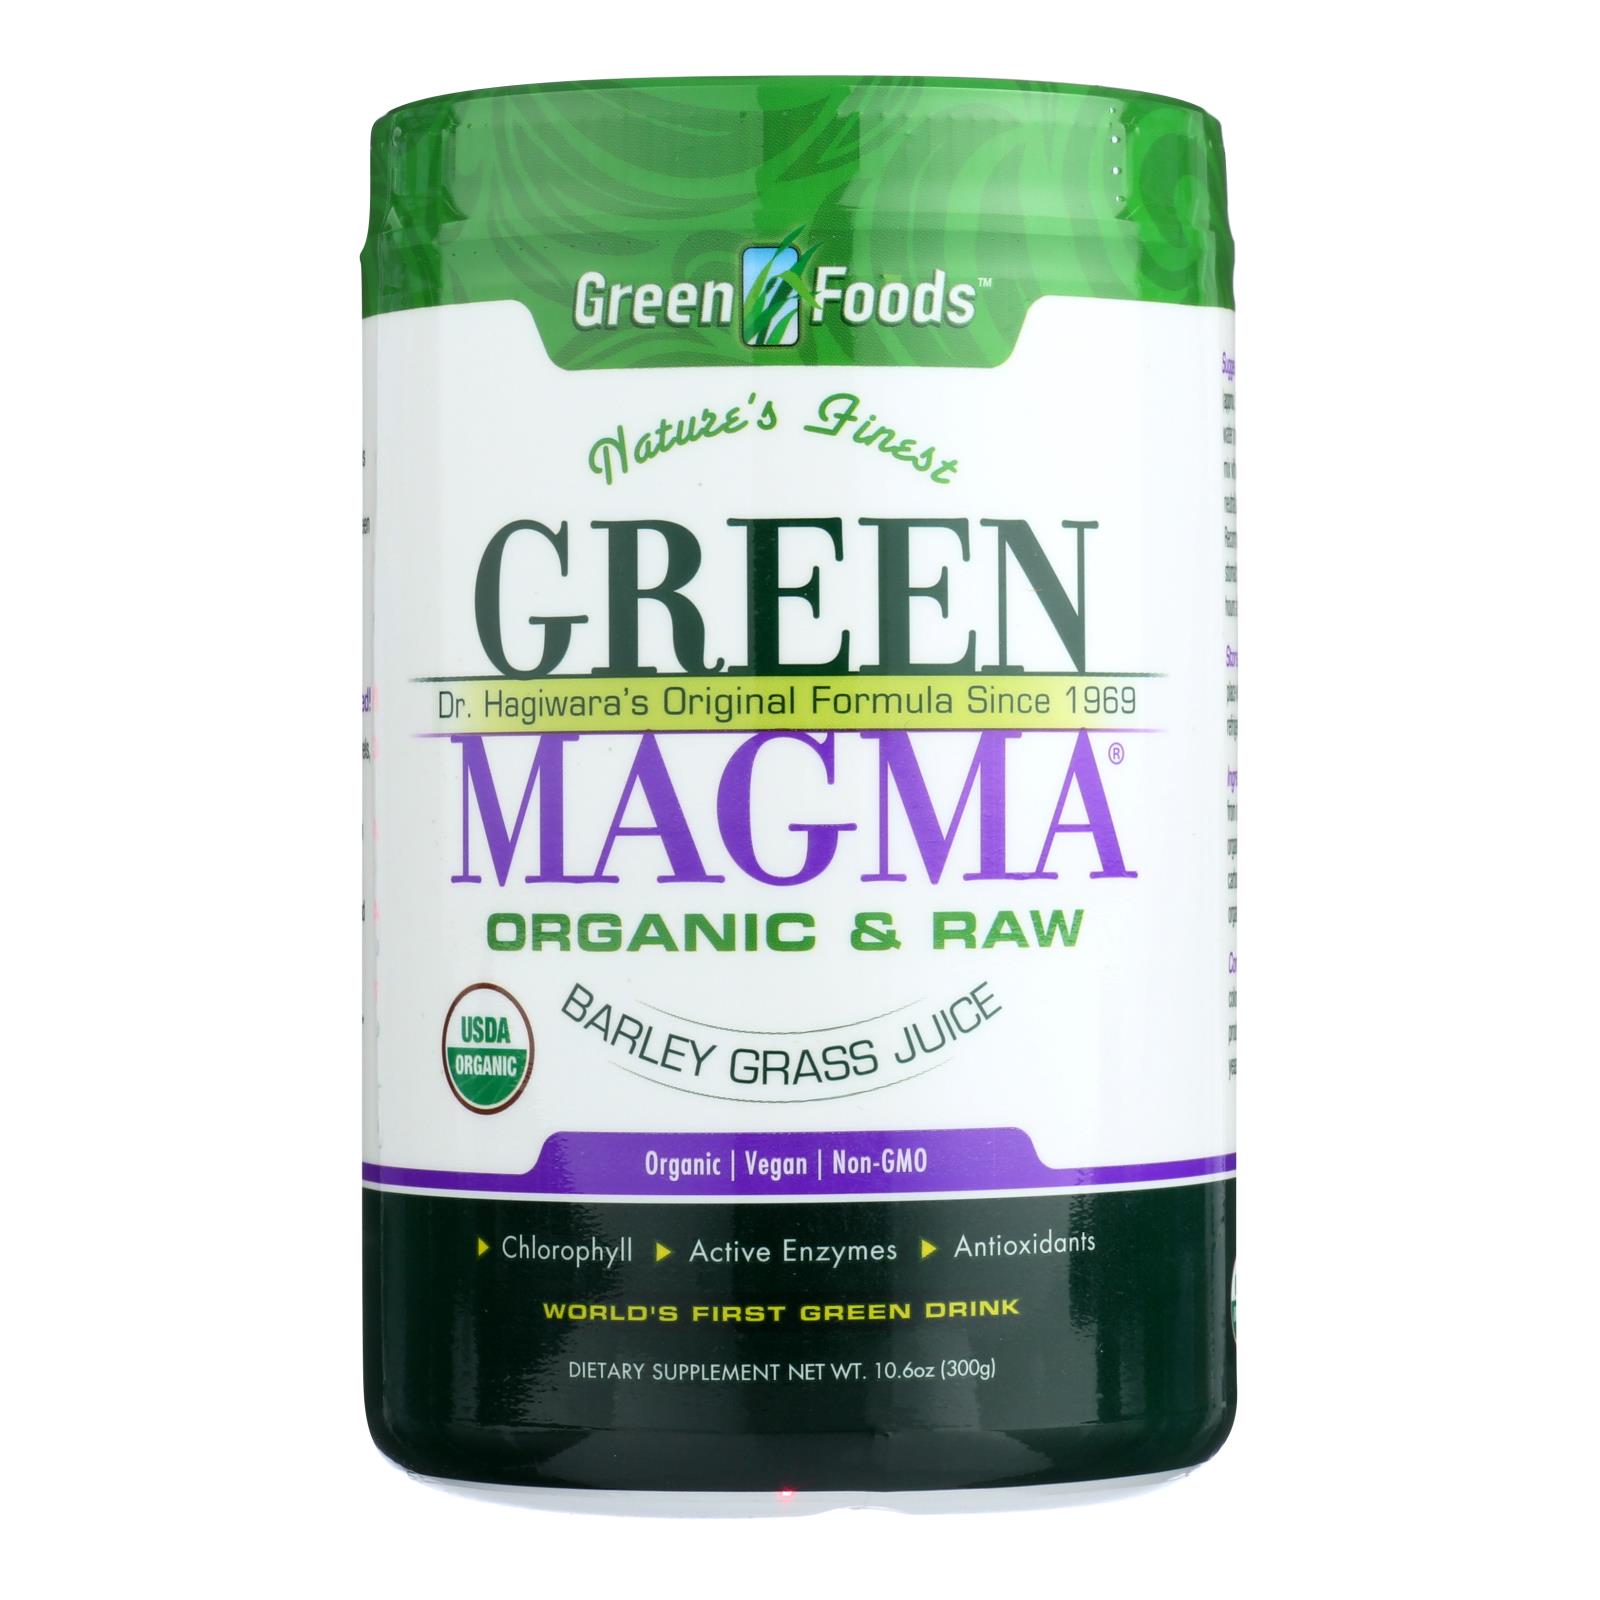 Green Foods™
Nature's Finest
GREEN
Dr. Hagiwara's Original Formula Since 1969
MAGMA®
ORGANIC & RAW
BARLEY GRASS JUICE
USDA
ORGANIC
Organic | Vegan | Non-GMO
Chlorophyll Active Enzymes Antioxidants
WORLD'S FIRST GREEN DRINK
DIETARY SUPPLEMENT NET WT. 10.6oz (300g)